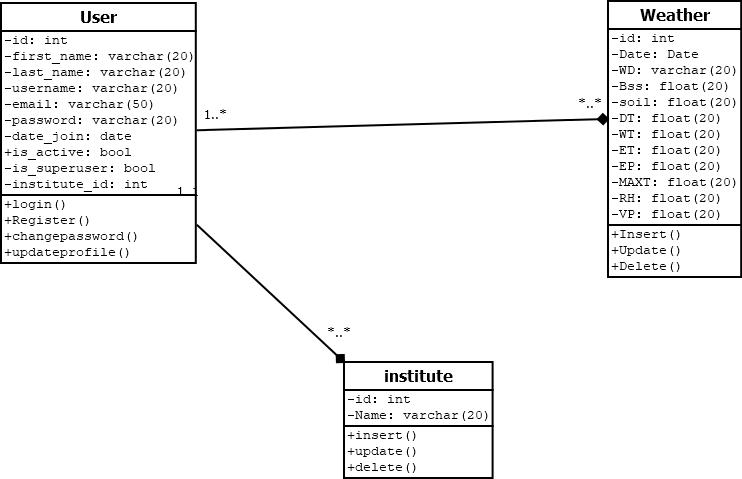 User
-id: int
-first_name: varchar(20)
-last_name: varchar(20)
-username: varchar(20)
-email: varchar(50)
-password: varchar(20)
-date_join: date
+is_active: bool
-is_superuser: bool
-institute_id: int
+login()
+Register()
+changepassword()
+updateprofile()
1..*
*..*
1..1
*..*
Weather
-id: int
-Date: Date
-WD: varchar(20)
-Bss: float(20)
-soil: float(20)
-DT: float(20)
-WT: float(20)
-ET: float(20)
-EP: float(20)
-MAXT: float(20)
-RH: float(20)
-VP: float(20)
+Insert()
+Update()
+Delete()
institute
-id: int
-Name: varchar(20)
+insert()
+update()
+delete()